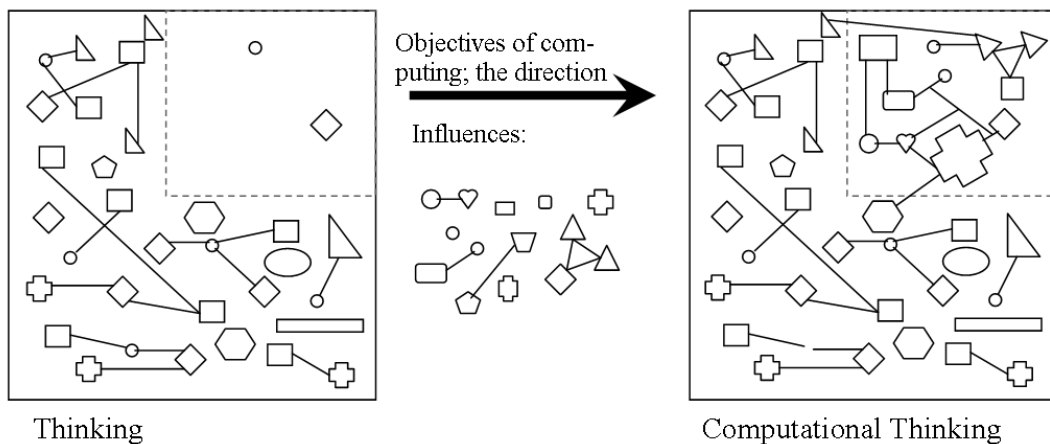 Objectives of com-
puting; the direction
Influences:
Thinking
Computational Thinking